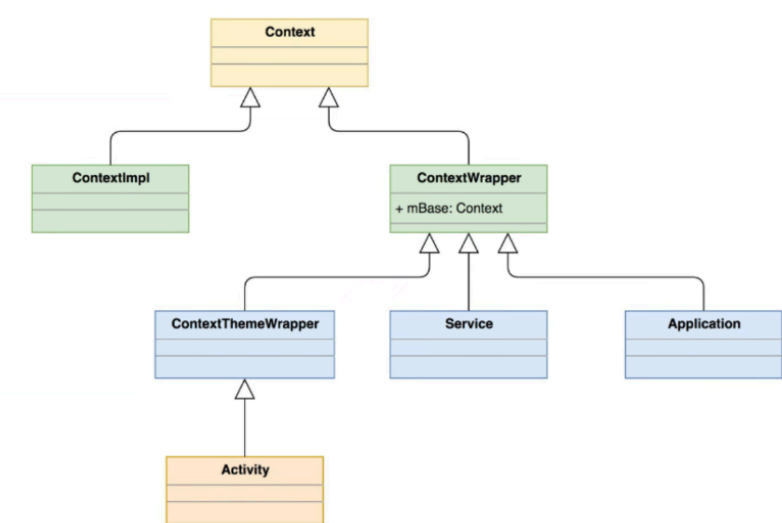 Context
ContextImpl
ContextWrapper
+ mBase: Context
ContextThemeWrapper
Service
Application
Activity